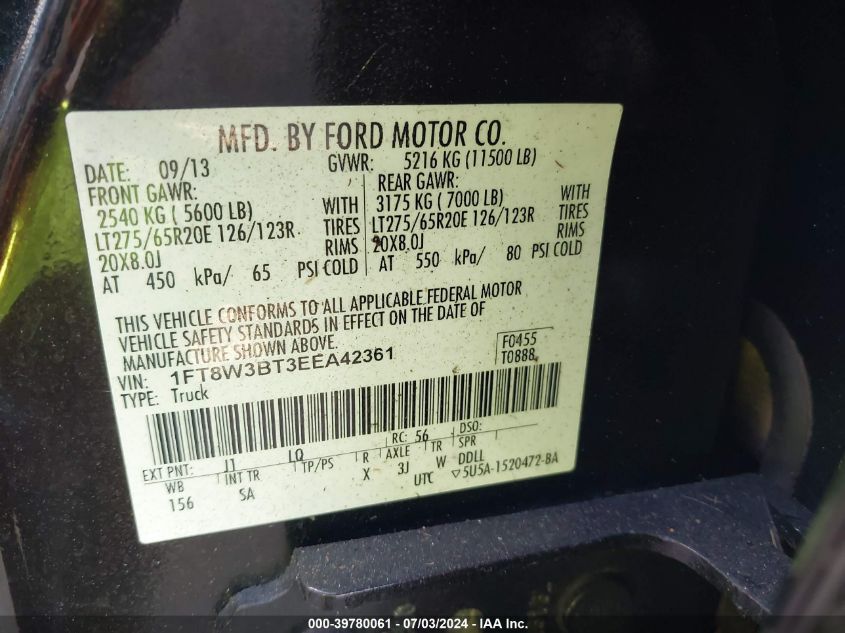 MFD. BY FORD MOTOR CO.
DATE: 09/13 GVWR: 5216 KG (11500 LB)
FRONT GAWR: REAR GAWR:
2540 KG ( 5600 LB) WITH 3175 KG ( 7000 LB) WITH
LT275/65R20E 126/123R TIRES LT275/65R20E 126/123R TIRES
20X8.0J RIMS 20X8.0J RIMS
AT 450 kPa/ 65 PSI COLD AT 550 kPa/ 80 PSI COLD
THIS VEHICLE CONFORMS TO ALL APPLICABLE FEDERAL MOTOR
VEHICLE SAFETY STANDARDS IN EFFECT ON THE DATE OF
MANUFACTURE SHOWN ABOVE.
VIN: 1FT8W3BT3EEA42361 F0455
TYPE: Truck T0888
EXT PNT: J1 LQ RC: 56 DSO:
WB INT TR TP/PS R AXLE TR SPR
156 SA X 3J W DDLL
UTC ▽5U5A-1520472-BA
000-39780061 - 07/03/2024 - IAA, Inc.